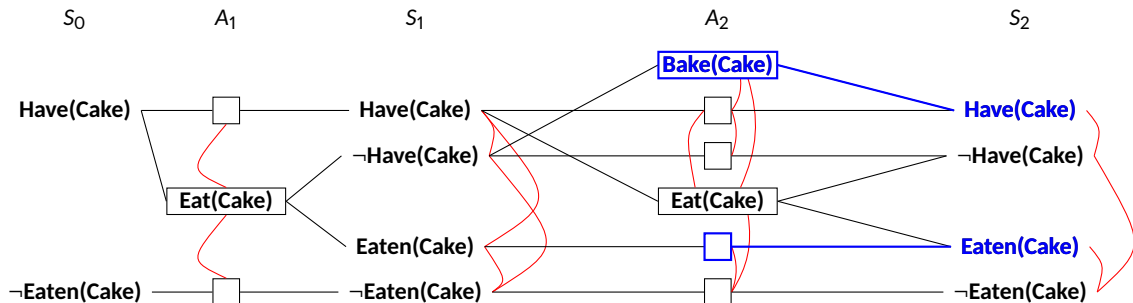 S0 A1 S1 A2 S2
Bake(Cake)
Have(Cake) Have(Cake) Have(Cake)
¬Have(Cake) ¬Have(Cake)
Eat(Cake) Eat(Cake)
Eaten(Cake) Eaten(Cake)
¬Eaten(Cake) ¬Eaten(Cake) ¬Eaten(Cake)